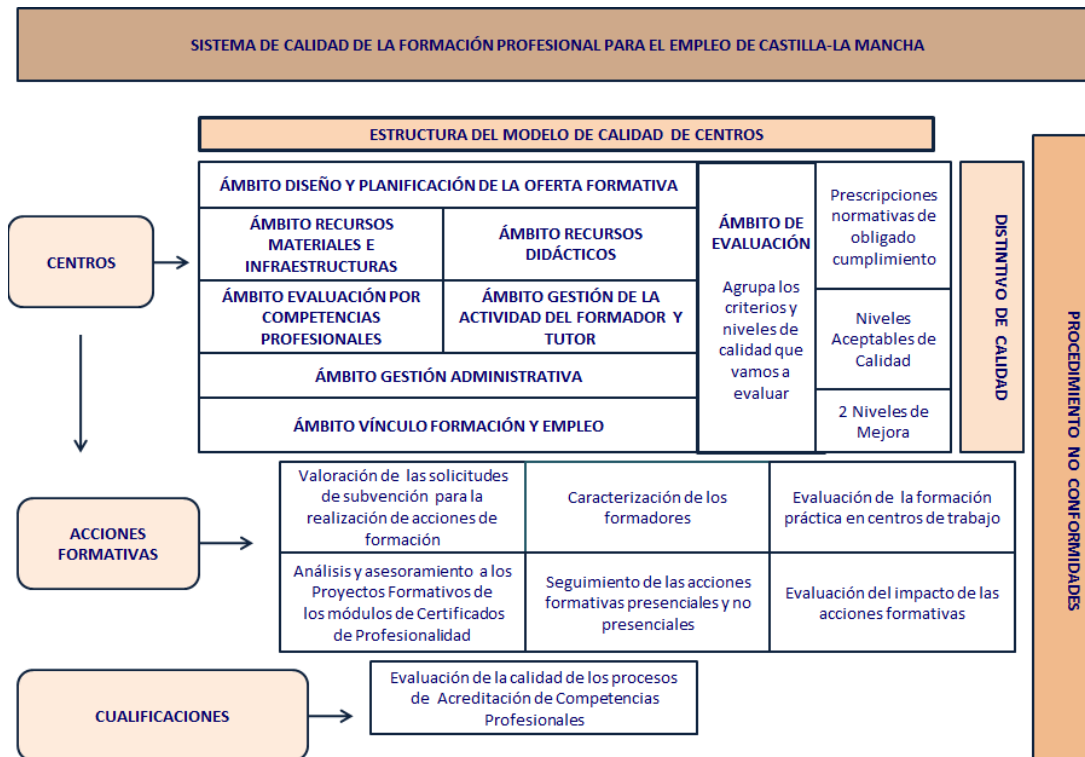 SISTEMA DE CALIDAD DE LA FORMACIÓN PROFESIONAL PARA EL EMPLEO DE CASTILLA-LA MANCHA
ESTRUCTURA DEL MODELO DE CALIDAD DE CENTROS
CENTROS
ÁMBITO DISEÑO Y PLANIFICACIÓN DE LA OFERTA FORMATIVA
ÁMBITO RECURSOS
MATERIALES E
INFRAESTRUCTURAS
ÁMBITO RECURSOS
DIDÁCTICOS
ÁMBITO EVALUACIÓN POR
COMPETENCIAS
PROFESIONALES
ÁMBITO GESTIÓN DE LA
ACTIVIDAD DEL FORMADOR Y
TUTOR
ÁMBITO GESTIÓN ADMINISTRATIVA
ÁMBITO VÍNCULO FORMACIÓN Y EMPLEO
ÁMBITO DE
EVALUACIÓN
Agrupa los
criterios y
niveles de
calidad que
vamos a
evaluar
Prescripciones
normativas de
obligado
cumplimiento
Niveles
Aceptables de
Calidad
2 Niveles de
Mejora
DISTINTIVO DE CALIDAD
PROCEDIMIENTO NO CONFORMIDADES
ACCIONES
FORMATIVAS
Valoración de las solicitudes
de subvención para la
realización de acciones de
formación
Caracterización de los
formadores
Evaluación de la formación
práctica en centros de trabajo
Análisis y asesoramiento a los
Proyectos Formativos de
los módulos de Certificados
de Profesionalidad
Seguimiento de las acciones
formativas presenciales y no
presenciales
Evaluación del impacto de las
acciones formativas
CUALIFICACIONES
Evaluación de la calidad de los procesos
de Acreditación de Competencias
Profesionales